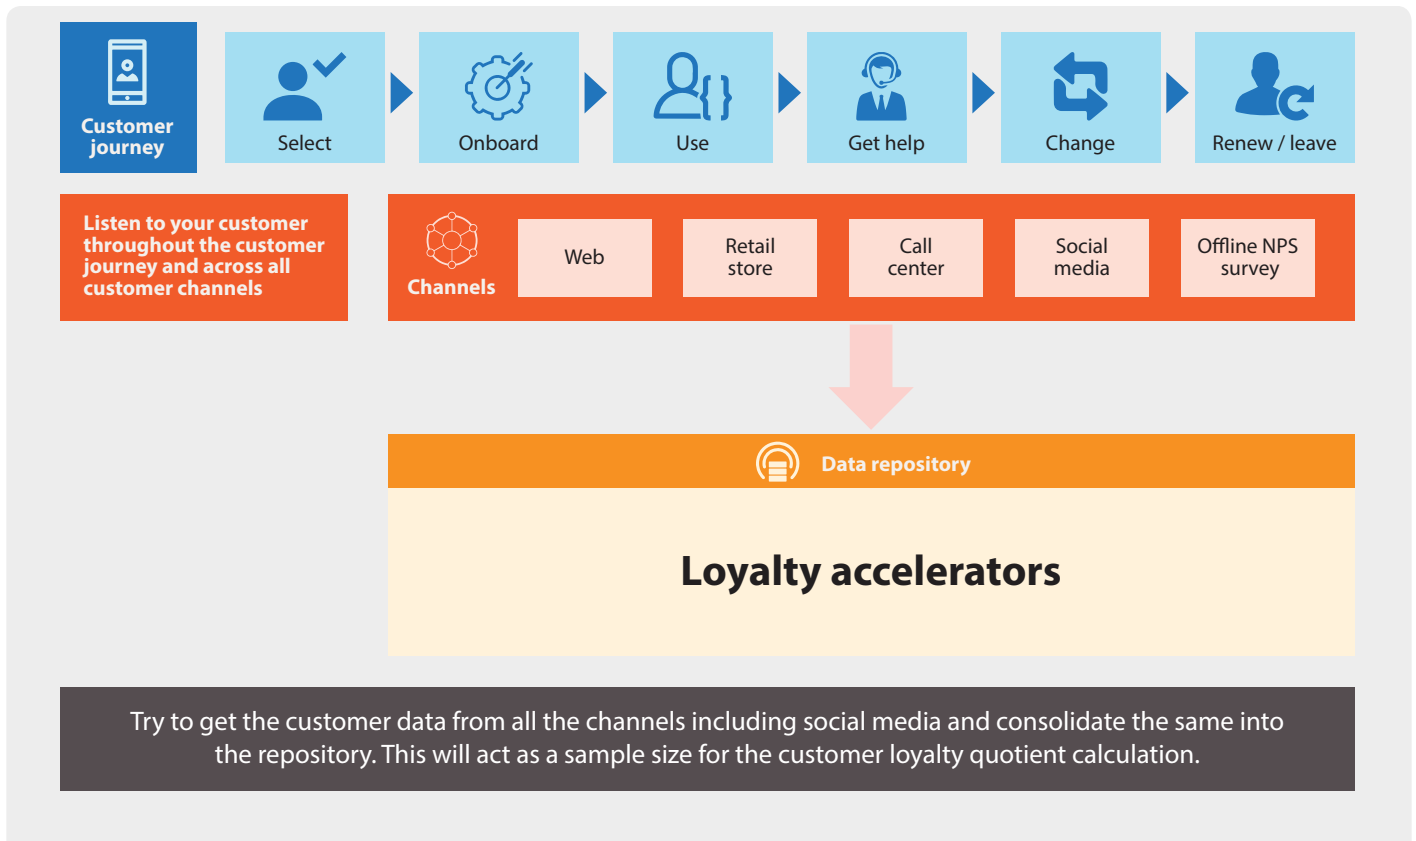 Customer
journey
Select
Onboard
Use
Get help
Change
Renew / leave
Listen to your customer
throughout the customer
journey and across all
customer channels
Channels
Web
Retail
store
Call
center
Social
media
Offline NPS
survey
Data repository
Loyalty accelerators
Try to get the customer data from all the channels including social media and consolidate the same into
the repository. This will act as a sample size for the customer loyalty quotient calculation.